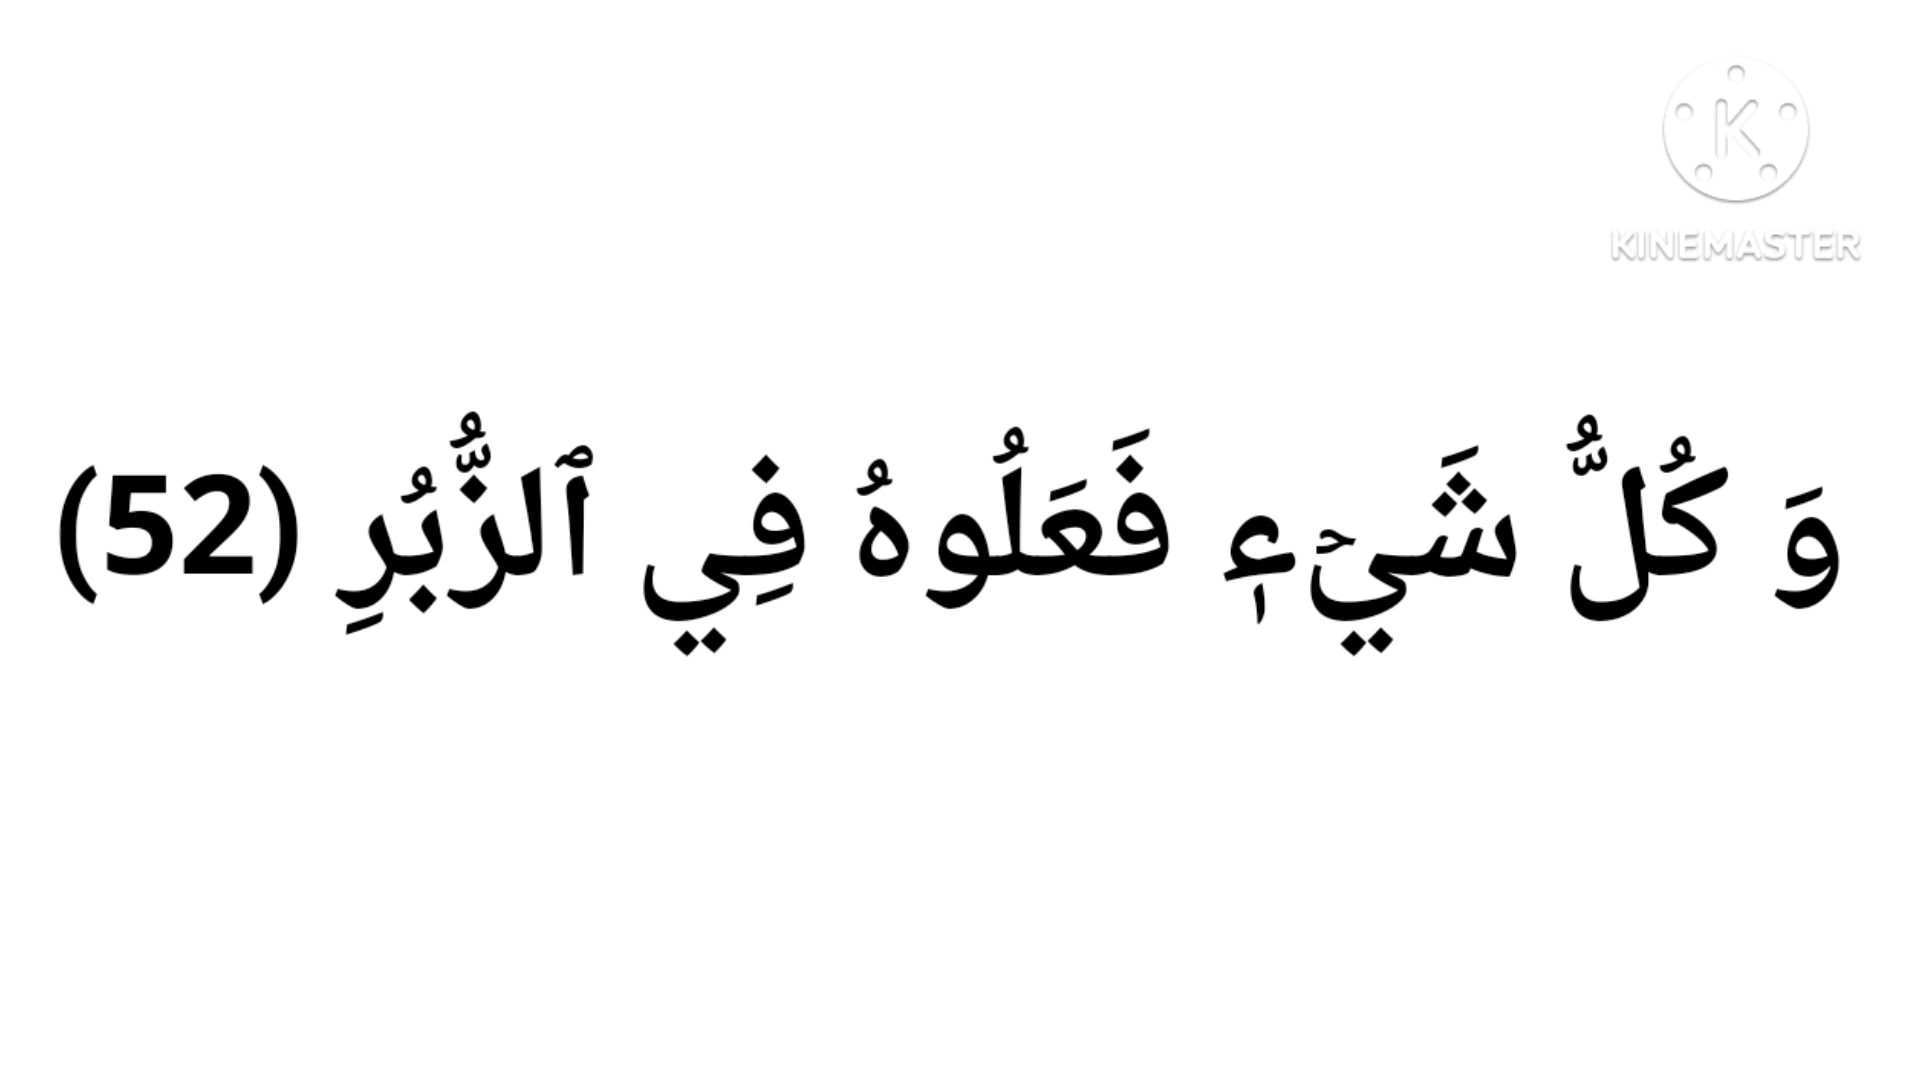 KINEMASTER
وَ كُلُّ شَيۡءٖ فَعَلُوهُ فِي ٱلزُّبُرِ (52)